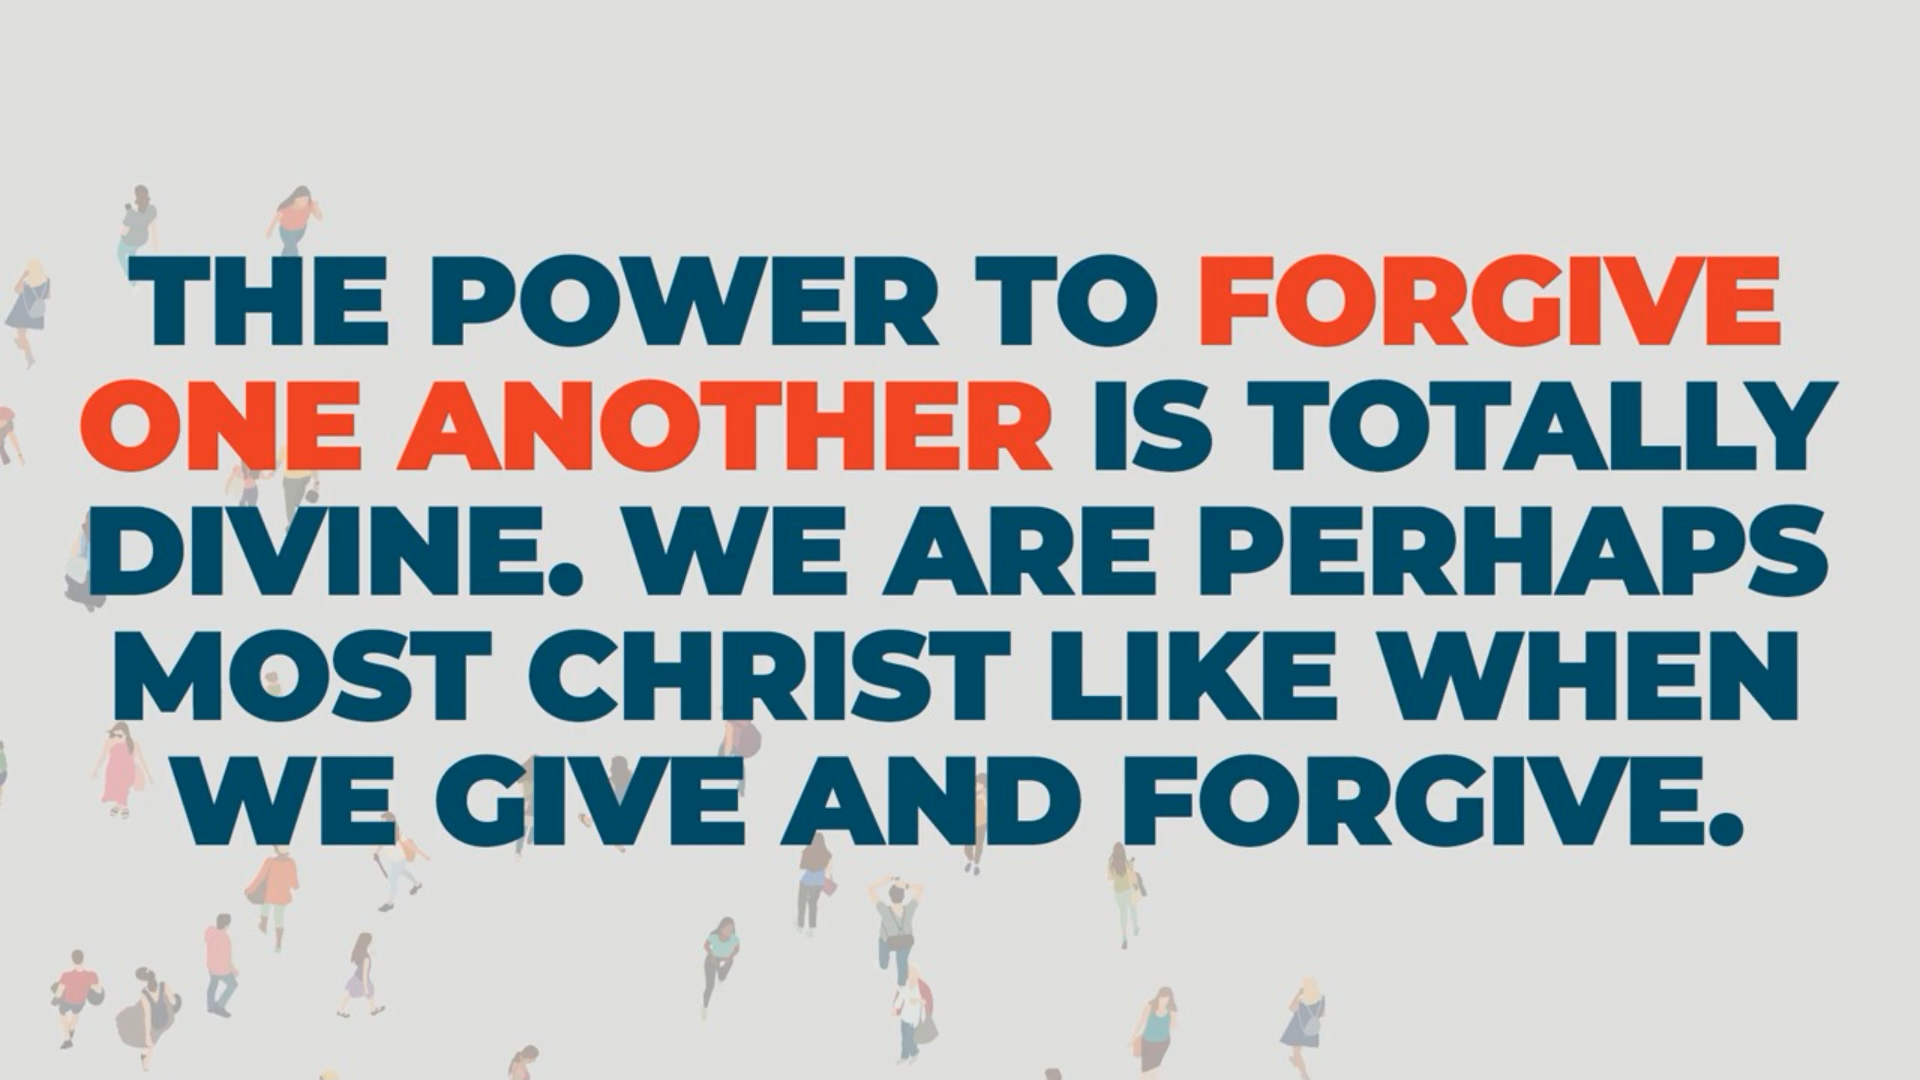 THE POWER TO FORGIVE
ONE ANOTHER IS TOTALLY
DIVINE. WE ARE PERHAPS
MOST CHRIST LIKE WHEN
WE GIVE AND FORGIVE.